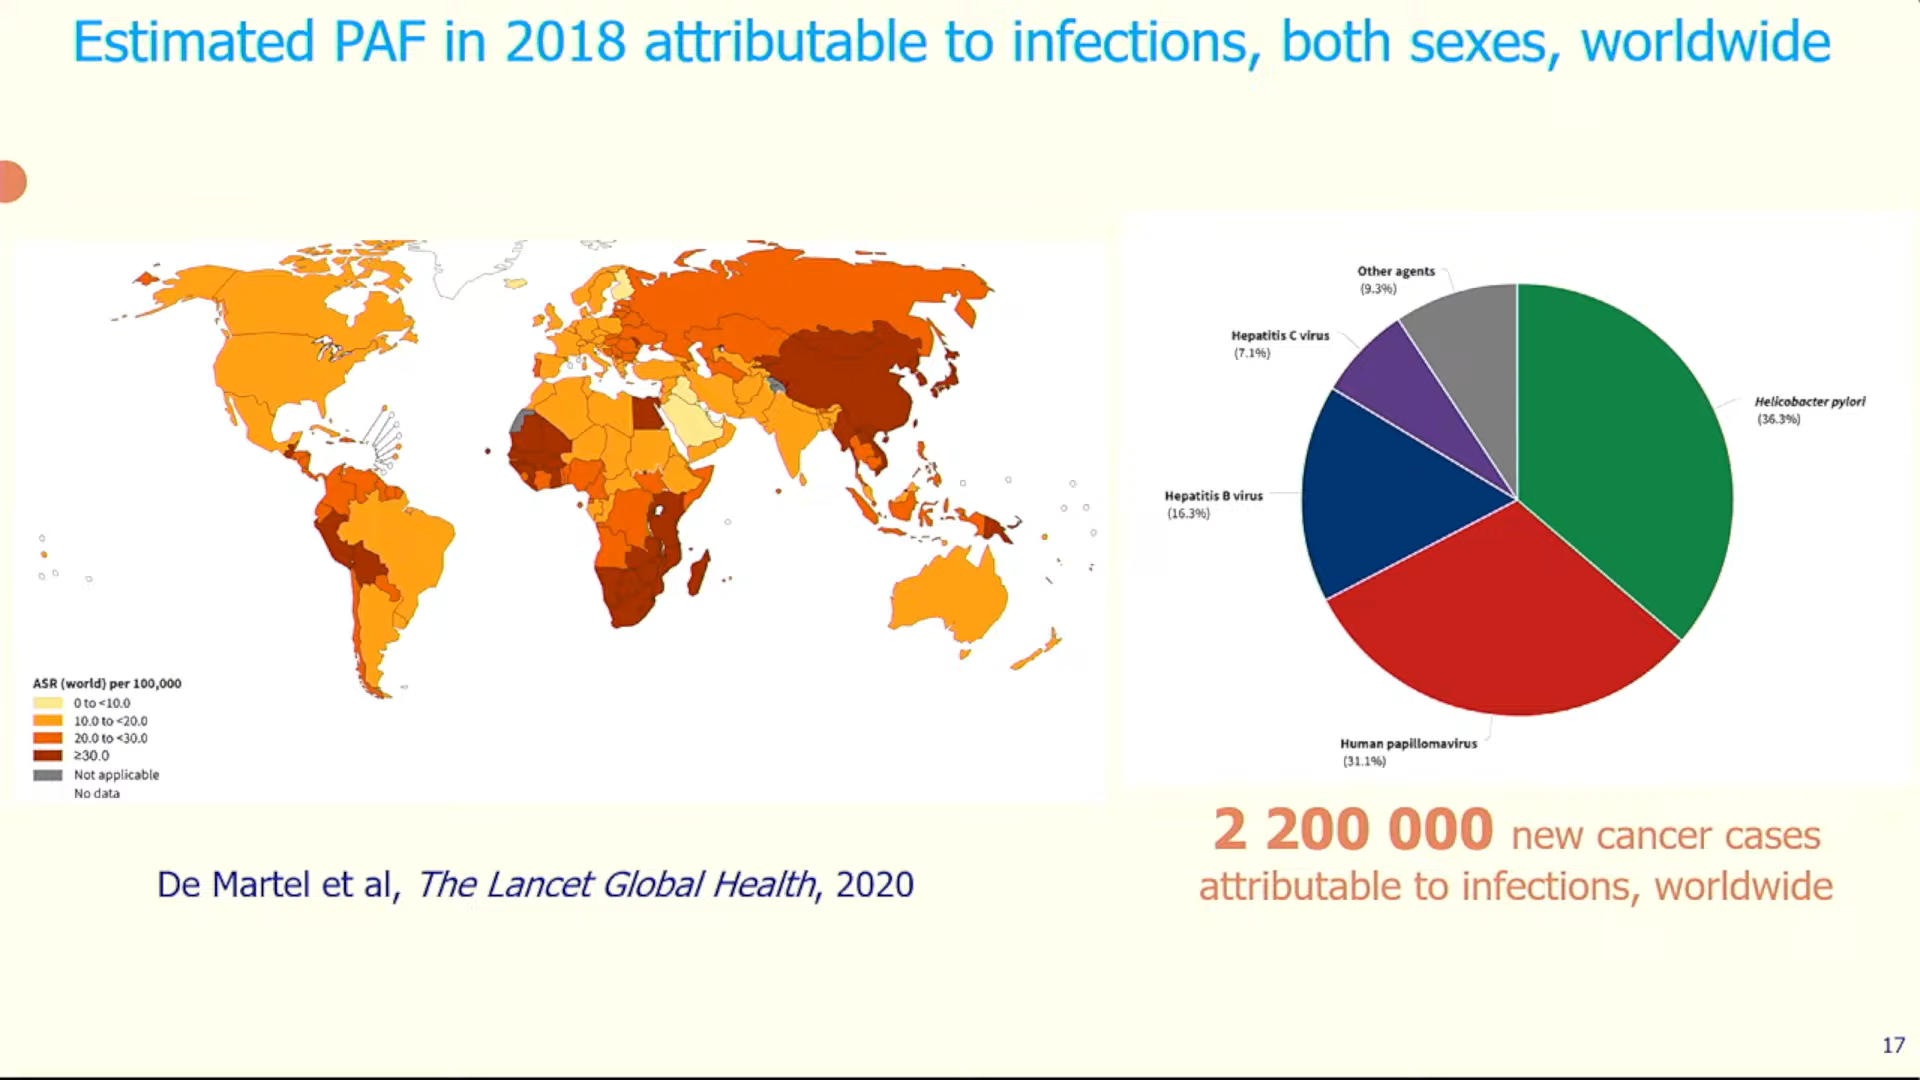 Estimated PAF in 2018 attributable to infections, both sexes, worldwide
ASR (world) per 100,000
0 to <10.0
10.0 to <20.0
20.0 to <30.0
≥30.0
Not applicable
No data
Other agents
(9.3%)
Hepatitis C virus
(7.1%)
Helicobacter pylori
(36.3%)
Hepatitis B virus
(16.3%)
Human papillomavirus
(31.1%)
De Martel et al, The Lancet Global Health, 2020
2 200 000 new cancer cases
attributable to infections, worldwide
17